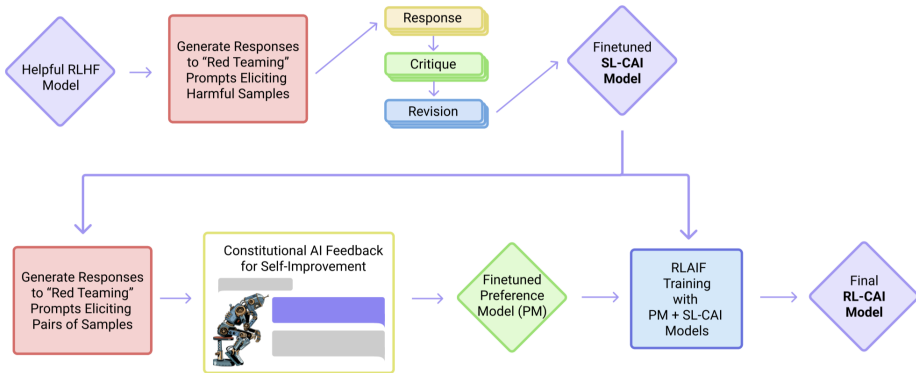 Helpful RLHF
Model
Generate Responses
to “Red Teaming”
Prompts Eliciting
Harmful Samples
Response
Critique
Revision
Finetuned
SL-CAI
Model
Generate Responses
to “Red Teaming”
Prompts Eliciting
Pairs of Samples
Constitutional AI Feedback
for Self-Improvement
Finetuned
Preference
Model (PM)
RLAIF
Training
with
PM + SL-CAI
Models
Final
RL-CAI
Model